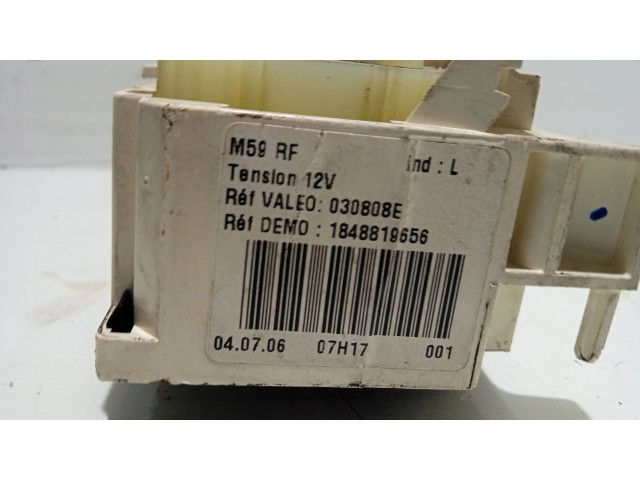 M59 RF ind : L
Tension 12V
Réf VALEO: 030808E
Réf DEMO : 1848819656
04.07.06 07H17 001